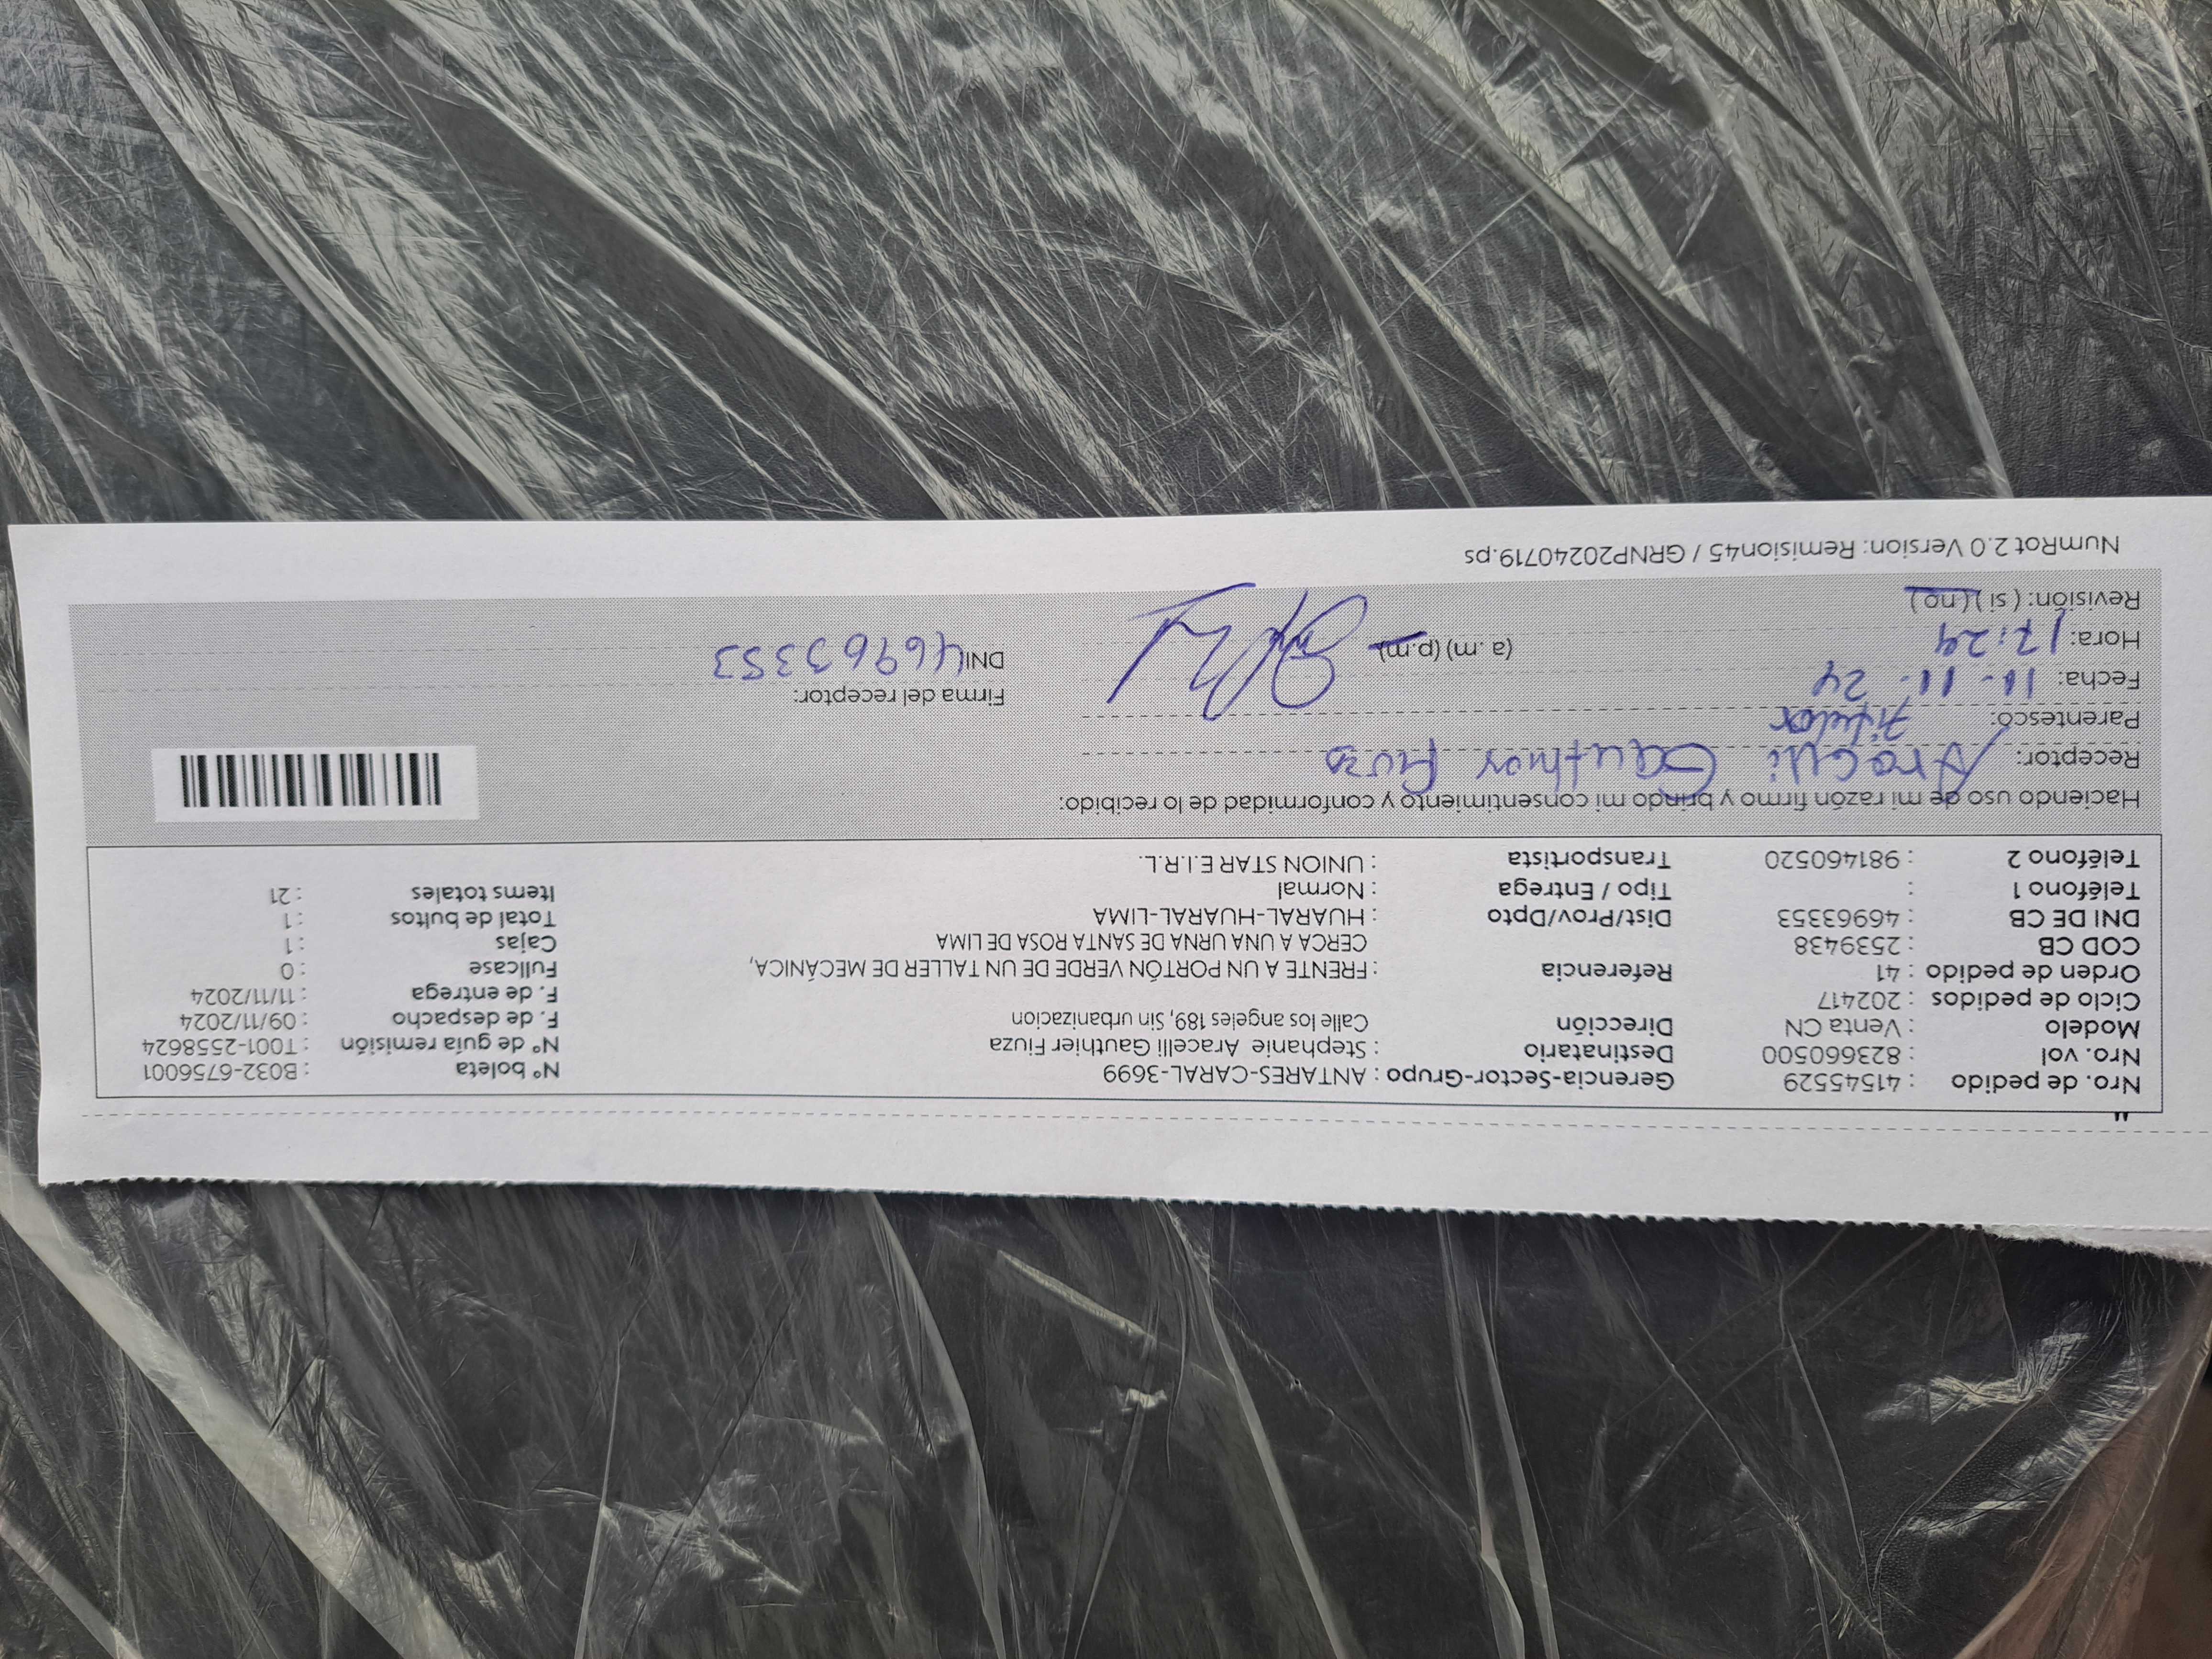 "
Nro. de pedido : 41545529 Gerencia-Sector-Grupo : ANTARES-CARAL-3699 N° boleta : B032-6756001
Nro. vol : 823660500 Destinatario : Stephanie Aracelli Gauthier Fiuza N° de guía remisión : T001-2558624
Modelo : Venta CN Dirección Calle los angeles 189, Sin urbanizacion F. de despacho : 09/11/2024
Ciclo de pedidos : 202417 F. de entrega : 11/11/2024
Orden de pedido : 41 Referencia : FRENTE A UN PORTÓN VERDE DE UN TALLER DE MECÁNICA, Fullcase : 0
COD CB : 2539438 CERCA A UNA URNA DE SANTA ROSA DE LIMA Cajas : 1
DNI DE CB : 46963353 Dist/Prov/Dpto : HUARAL-HUARAL-LIMA Total de bultos : 1
Teléfono 1 : Tipo / Entrega : Normal Items totales : 21
Teléfono 2 : 981460520 Transportista : UNION STAR E.I.R.L.
Haciendo uso de mi razón firmo y brindo mi consentimiento y conformidad de lo recibido:
Receptor: Aracelli Gauthier Fiuza
Parentesco: Titular
Fecha: 11-11-24 Firma del receptor:
Hora: 17:24 (a.m) (p.m) DNI 46963353
Revisión: (si) (no)
NumRot 2.0 Version: Remision45 / GRNP20240719.ps